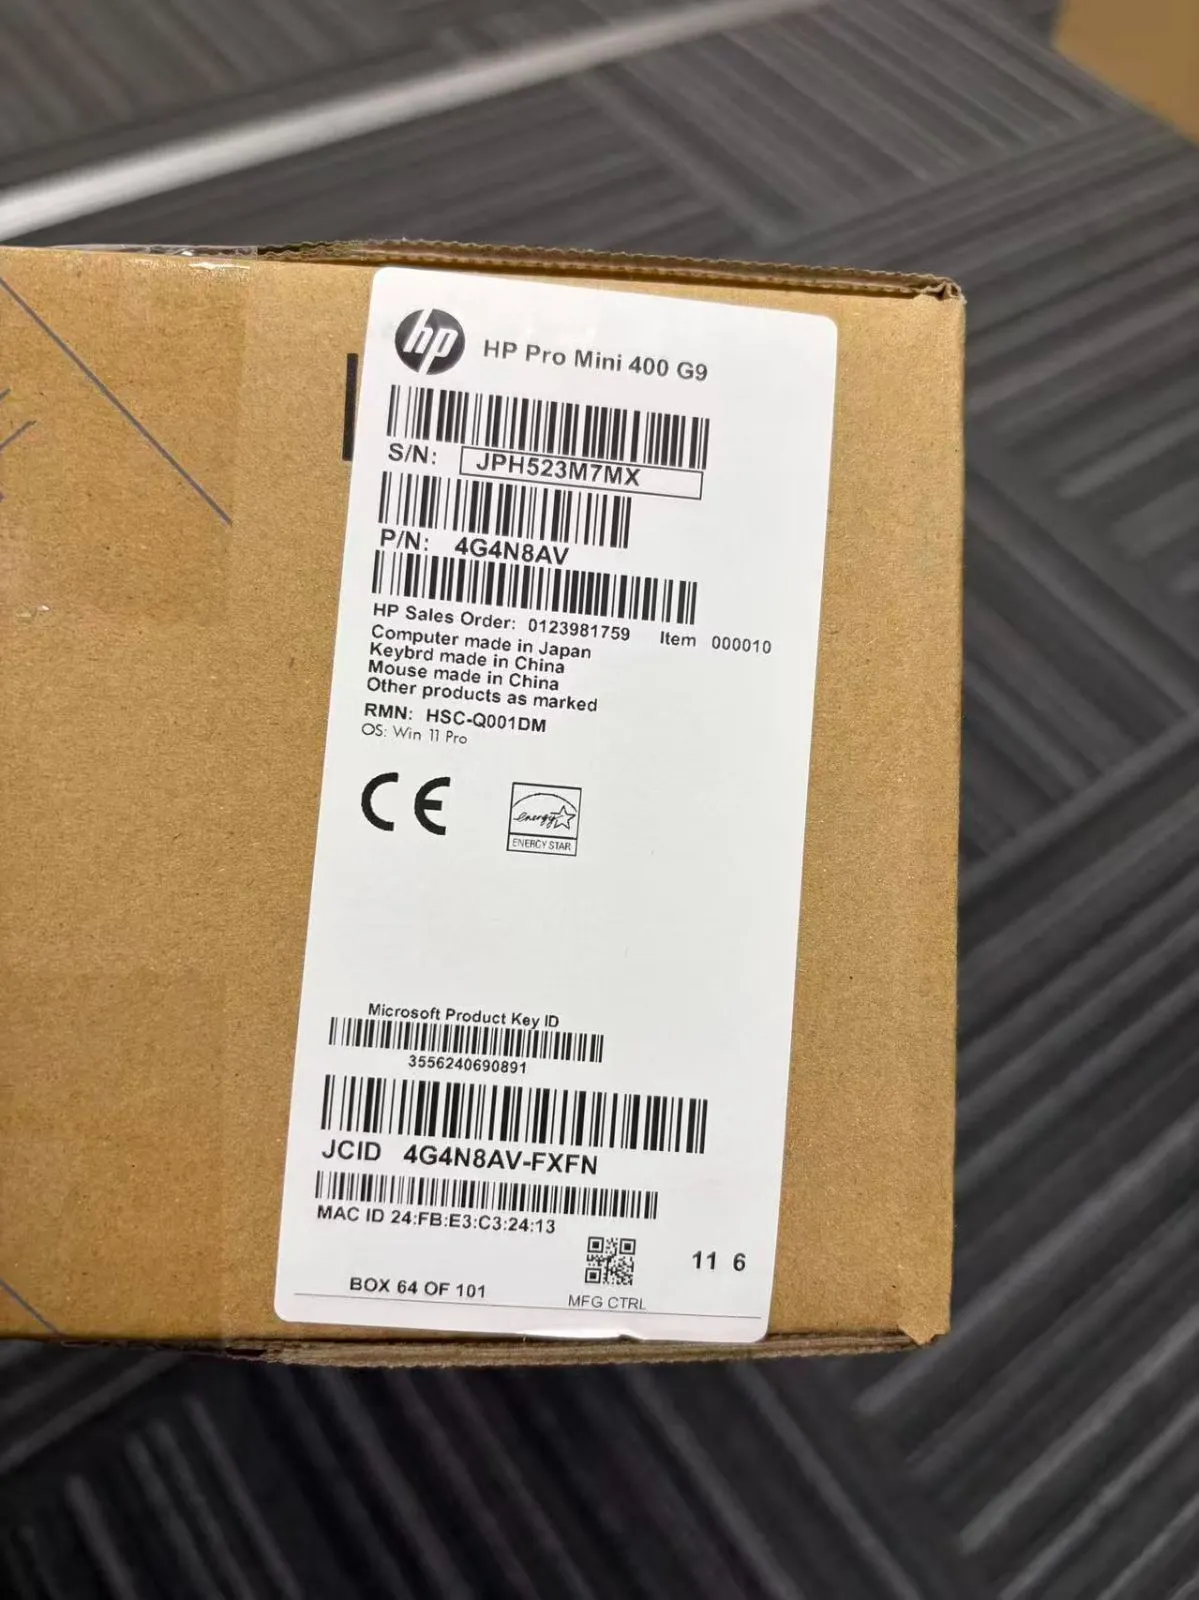 hp HP Pro Mini 400 G9
S/N: JPH523M7MX
P/N: 4G4N8AV
HP Sales Order: 0123981759 Item 000010
Computer made in Japan
Keybrd made in China
Mouse made in China
Other products as marked
RMN: HSC-Q001DM
OS: Win 11 Pro
CE
energy
ENERGY STAR
Microsoft Product Key ID
3556240690891
JCID 4G4N8AV-FXFN
MAC ID 24:FB:E3:C3:24:13
BOX 64 OF 101
MFG CTRL
11 6